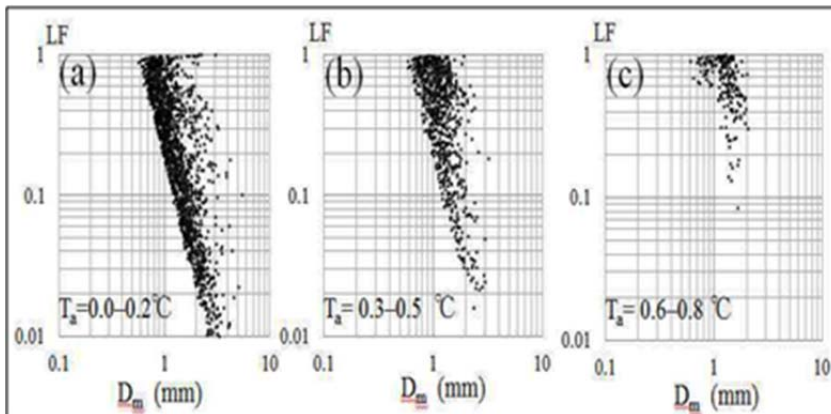 LF LF LF
1 1 1
(a) (b) (c)
0.1 0.1 0.1
Ta=0.0–0.2℃ Ta= 0.3–0.5 ℃ Ta= 0.6–0.8 ℃
0.01 0.01 0.01
0.1 1 10 0.1 1 10 0.1 1 10
Dm (mm) Dm (mm) Dm (mm)